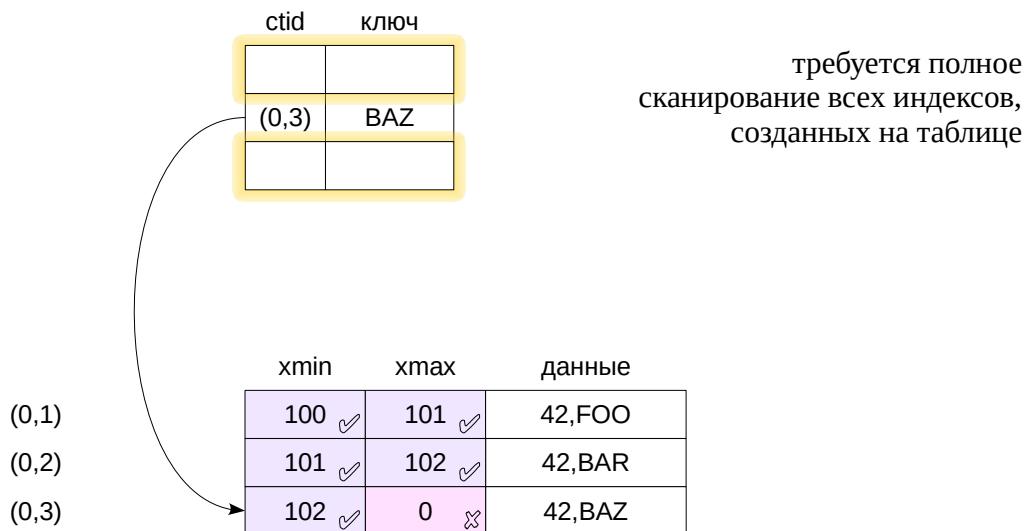 ctid ключ
требуется полное
сканирование всех индексов,
созданных на таблице
(0,3) BAZ
xmin xmax данные
(0,1) 100 101 42,FOO
(0,2) 101 102 42,BAR
(0,3) 102 0 42,BAZ